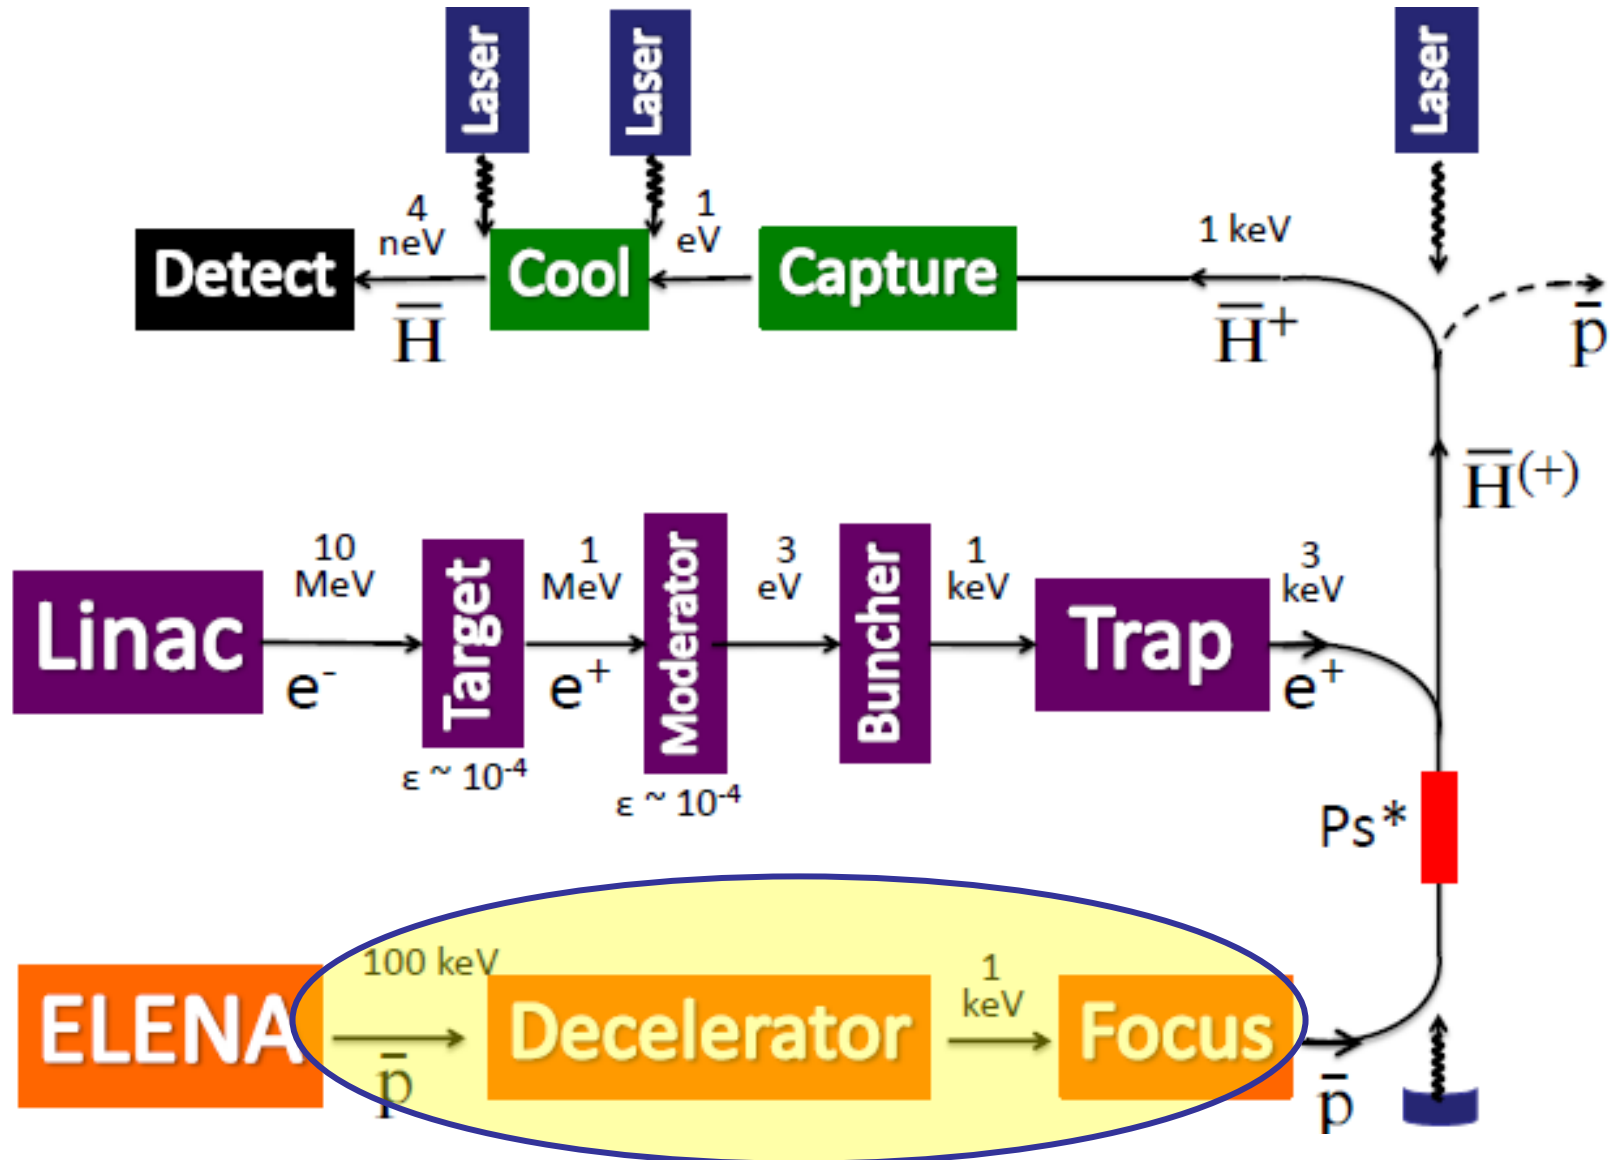 Laser
Laser
Laser
4
neV
1
eV
1 keV
Detect
Cool
Capture
H̅
H̅⁺
p̅
H̅⁽⁺⁾
10
MeV
1
MeV
3
eV
1
keV
3
keV
Linac
Target
Moderator
Buncher
Trap
e⁻
e⁺
e⁺
ε ~ 10⁻⁴
ε ~ 10⁻⁴
Ps*
100 keV
1
keV
ELENA
Decelerator
Focus
p̅
p̅